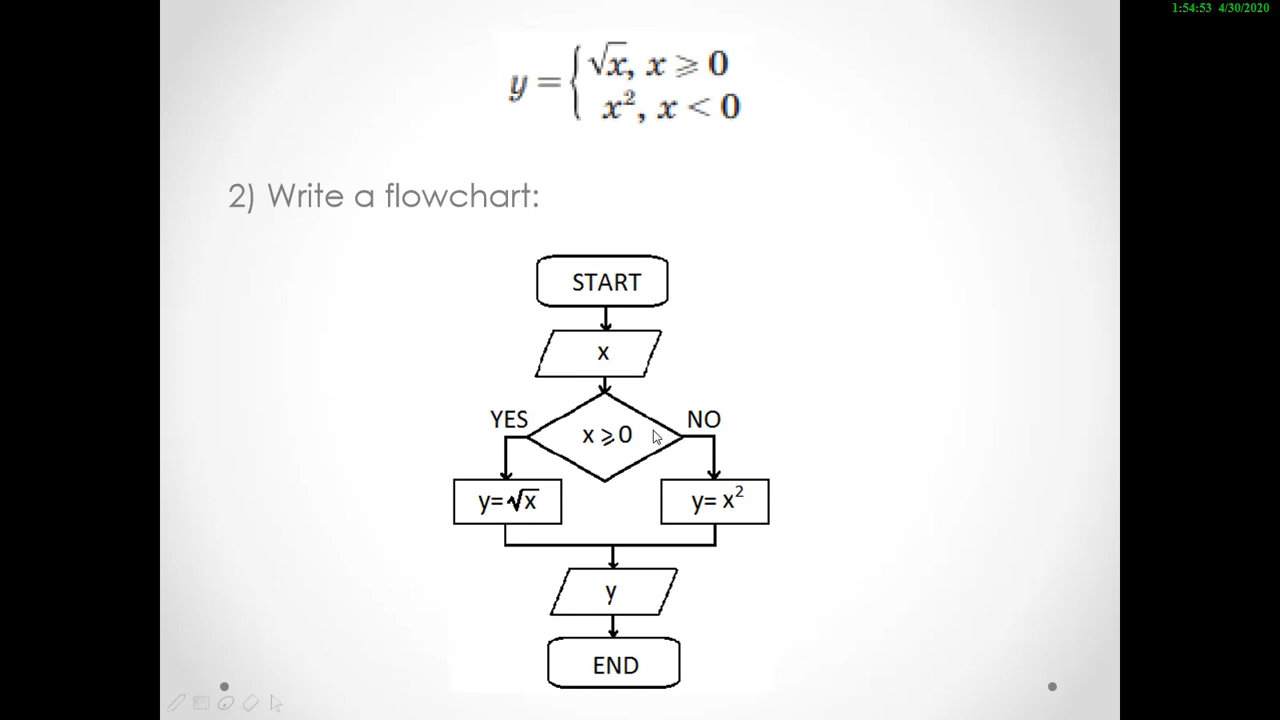 1:54:53 4/30/2020
y = { √x, x ⩾ 0
x², x < 0
2) Write a flowchart:
START
x
YES
x ⩾ 0
NO
y= √x
y= x²
y
END